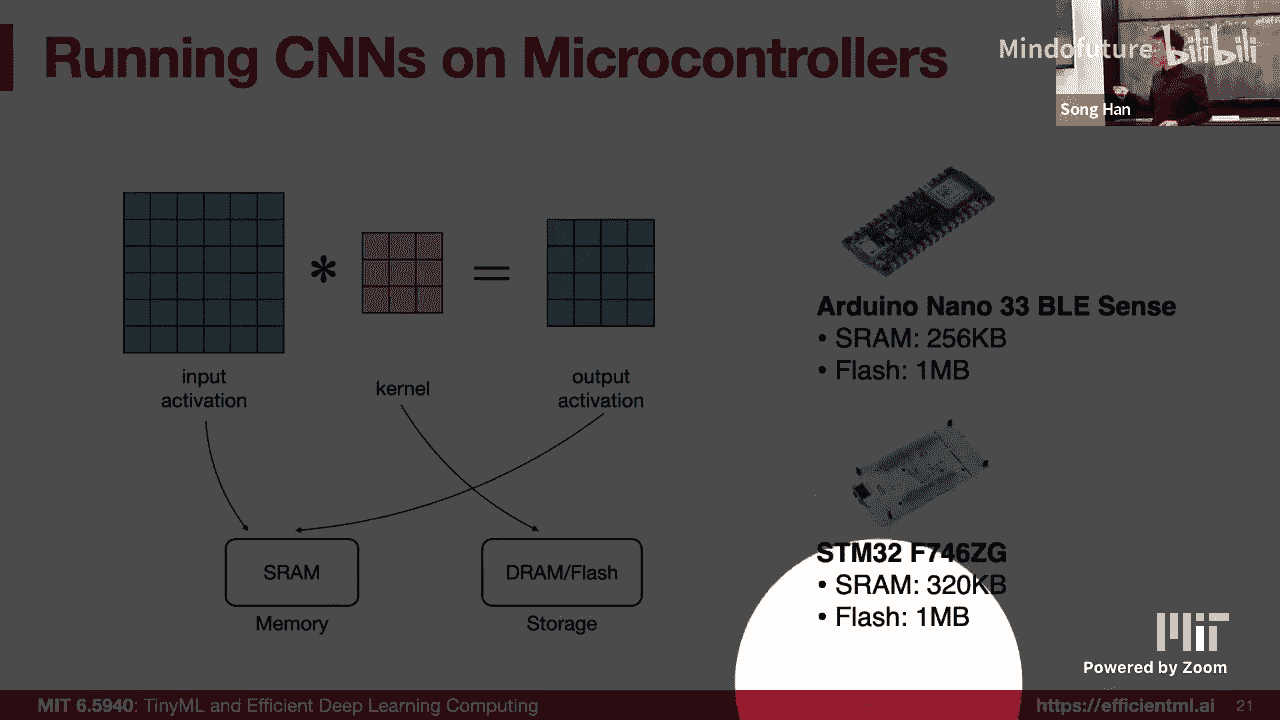 Running CNNs on Microcontrollers
Mindofuture
bilibili
Song Han
*
=
input
activation
kernel
output
activation
SRAM
Memory
DRAM/Flash
Storage
Arduino Nano 33 BLE Sense
• SRAM: 256KB
• Flash: 1MB
STM32 F746ZG
• SRAM: 320KB
• Flash: 1MB
MIT
Powered by Zoom
MIT 6.5940: TinyML and Efficient Deep Learning Computing
https://efficientml.ai
21